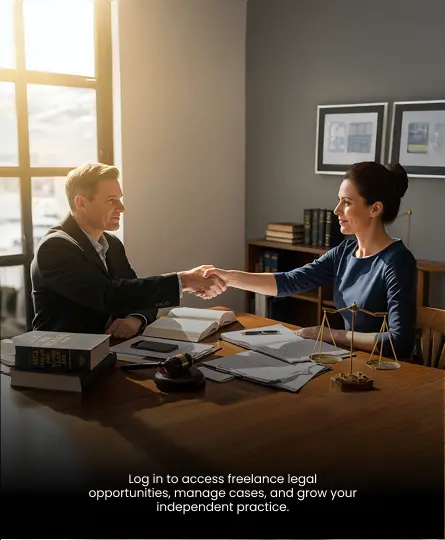 Log in to access freelance legal
opportunities, manage cases, and grow your
independent practice.